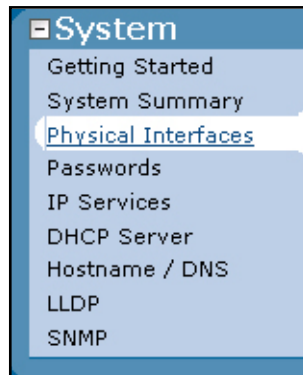 System
Getting Started
System Summary
Physical Interfaces
Passwords
IP Services
DHCP Server
Hostname / DNS
LLDP
SNMP